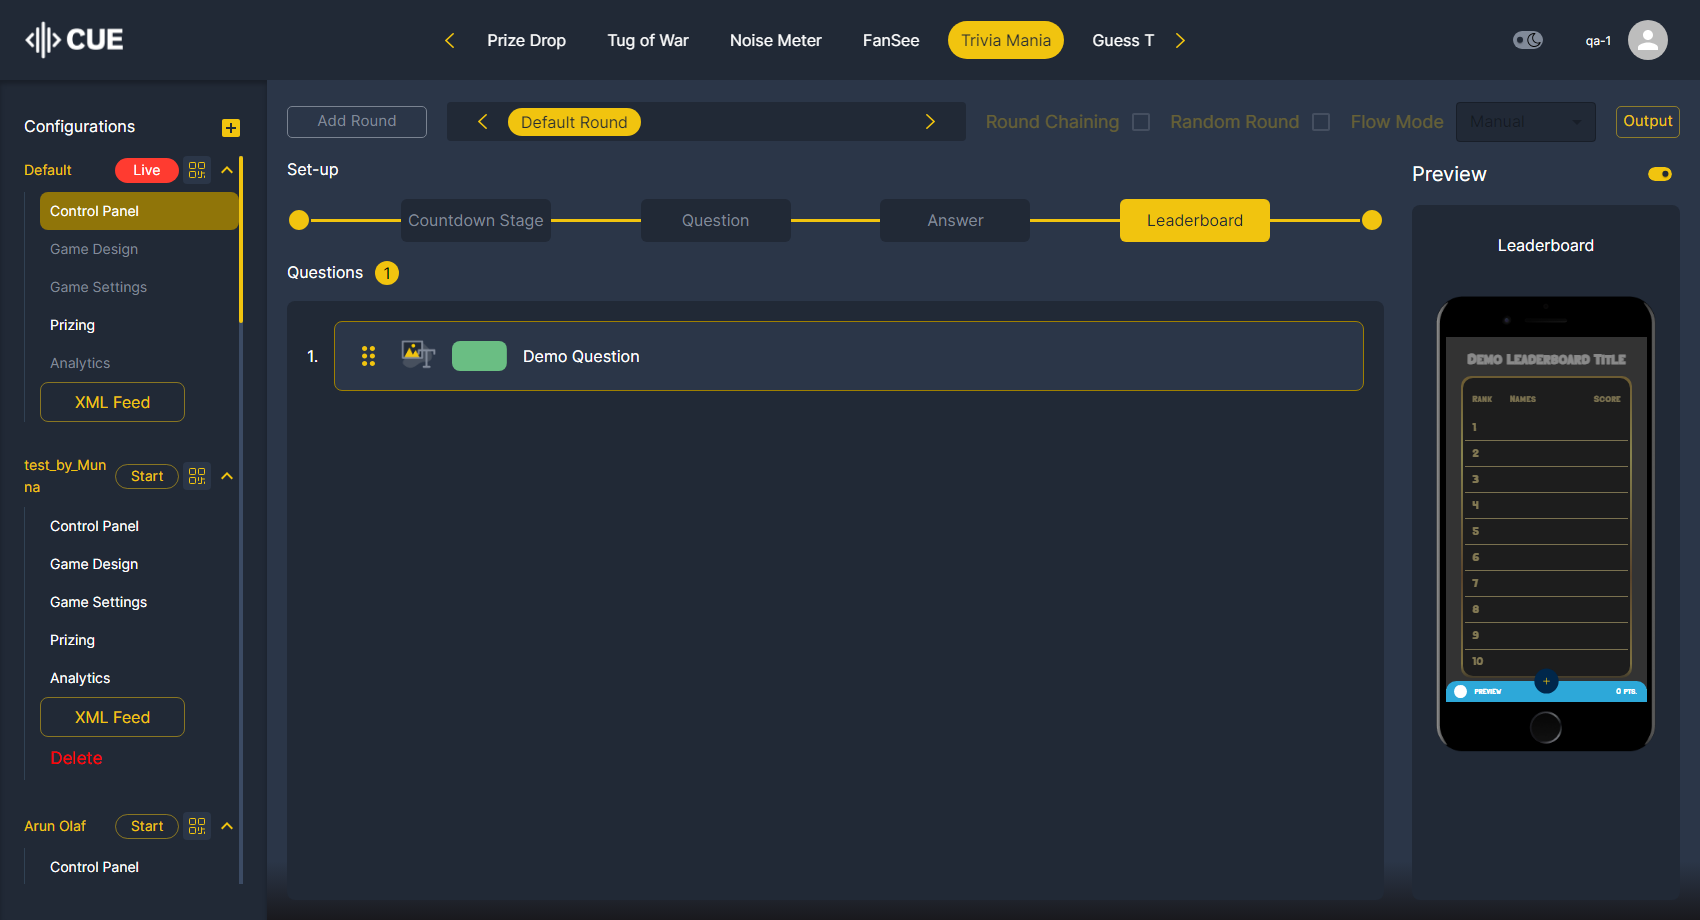 CUE
Prize Drop
Tug of War
Noise Meter
FanSee
Trivia Mania
Guess T
qa-1
Configurations
Default
Live
Control Panel
Game Design
Game Settings
Prizing
Analytics
XML Feed
test_by_Mun
na
Start
Control Panel
Game Design
Game Settings
Prizing
Analytics
XML Feed
Delete
Arun Olaf
Start
Control Panel
Add Round
Default Round
Round Chaining
Random Round
Flow Mode
Manual
Output
Set-up
Countdown Stage
Question
Answer
Leaderboard
Questions 1
1.
Demo Question
Preview
Leaderboard
Demo Leaderboard Title
Rank Names Score
1
2
3
4
5
6
7
8
9
10
PREVIEW
0 PTS.